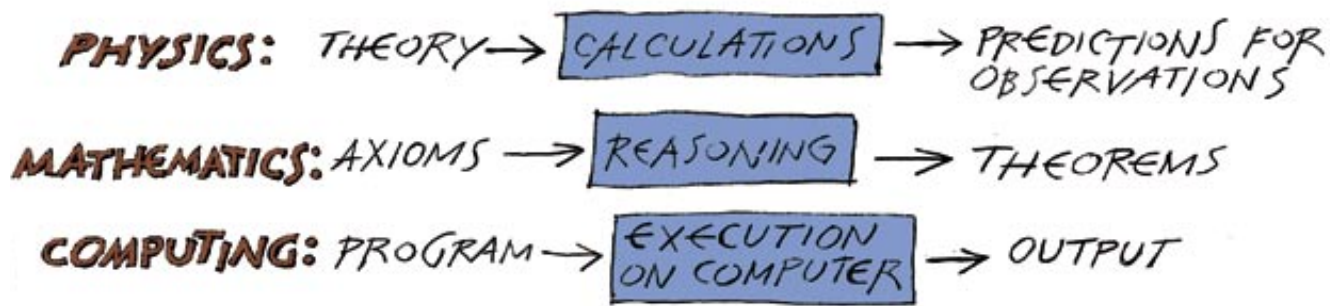 PHYSICS: THEORY → CALCULATIONS → PREDICTIONS FOR
OBSERVATIONS
MATHEMATICS: AXIOMS → REASONING → THEOREMS
COMPUTING: PROGRAM → EXECUTION
ON COMPUTER → OUTPUT